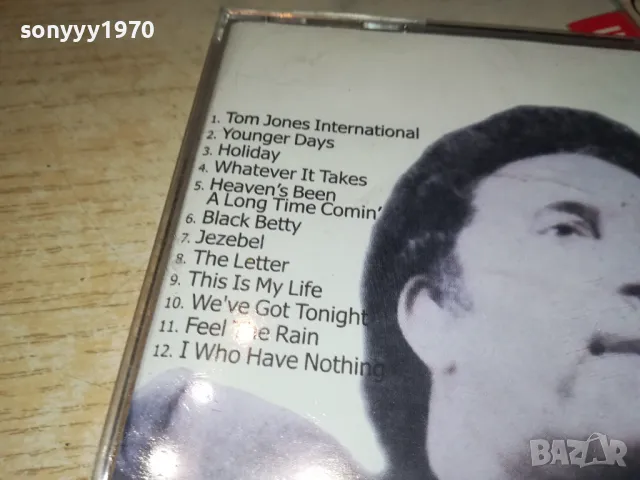 sonyyy1970
1. Tom Jones International
2. Younger Days
3. Holiday
4. Whatever It Takes
5. Heaven's Been
A Long Time Comin'
6. Black Betty
7. Jezebel
8. The Letter
9. This Is My Life
10. We've Got Tonight
11. Feel The Rain
12. I Who Have Nothing
BAZAR